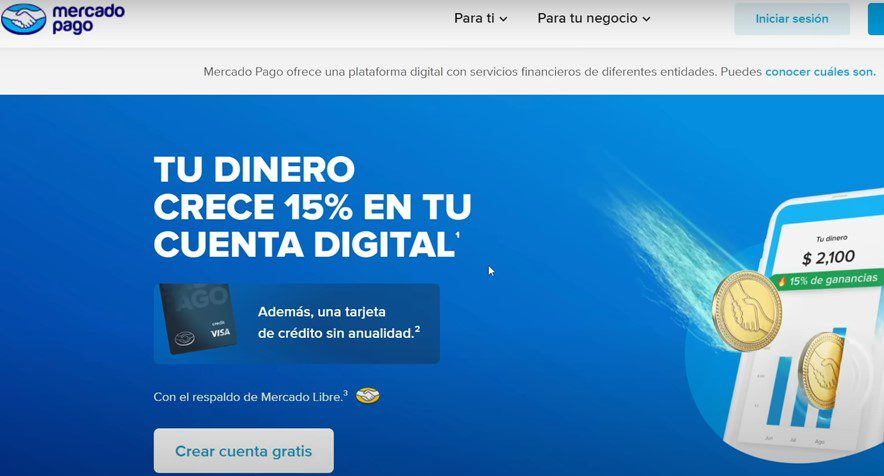 mercado
pago
Para ti
Para tu negocio
Iniciar sesión
Mercado Pago ofrece una plataforma digital con servicios financieros de diferentes entidades. Puedes conocer cuáles son.
TU DINERO
CRECE 15% EN TU
CUENTA DIGITAL¹
AGO
credit
VISA
Además, una tarjeta
de crédito sin anualidad.²
Con el respaldo de Mercado Libre.³
Crear cuenta gratis
Tu dinero
$ 2,100
15% de ganancias
Jun Jul Ago